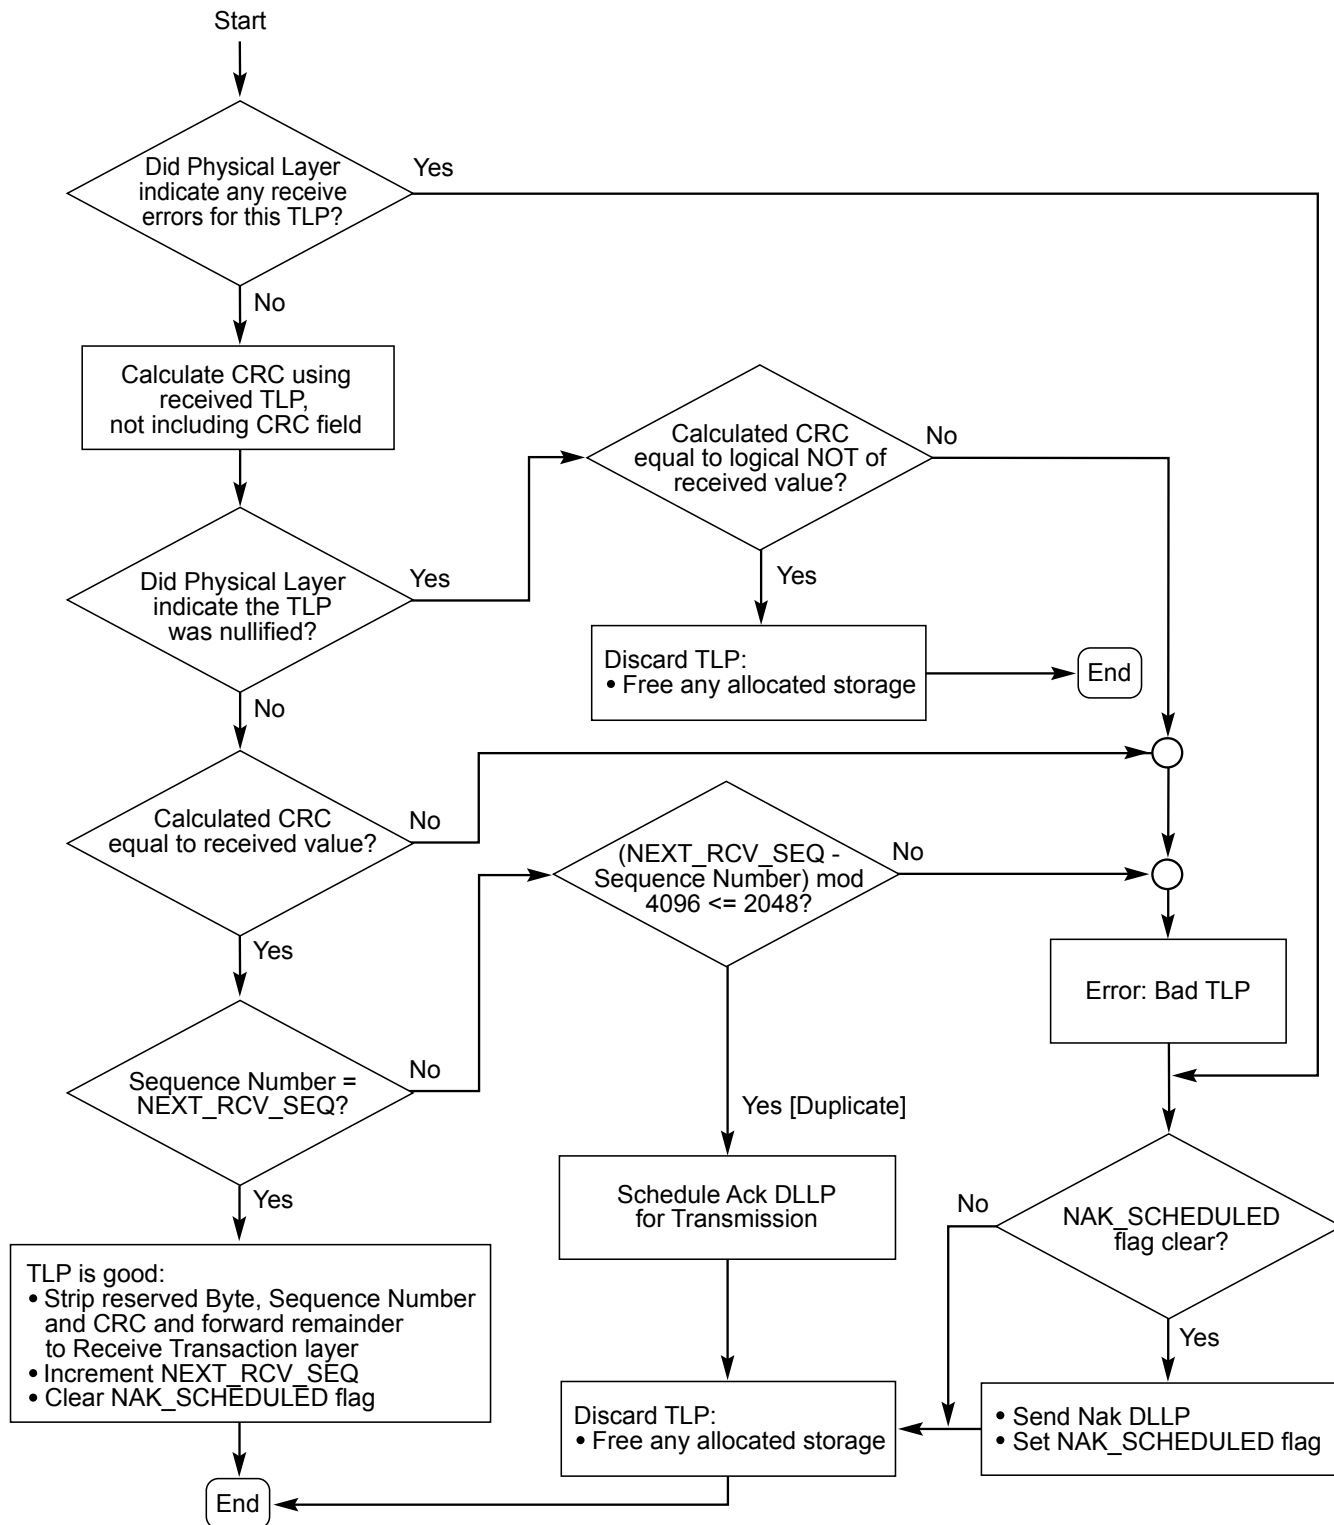 Start
Did Physical Layer
indicate any receive
errors for this TLP?
Yes
No
Calculate CRC using
received TLP,
not including CRC field
Calculated CRC
equal to logical NOT of
received value?
No
Yes
Did Physical Layer
indicate the TLP
was nullified?
Yes
No
Discard TLP:
• Free any allocated storage
End
Calculated CRC
equal to received value?
No
Yes
(NEXT_RCV_SEQ -
Sequence Number) mod
4096 <= 2048?
No
Yes [Duplicate]
Error: Bad TLP
Sequence Number =
NEXT_RCV_SEQ?
No
Yes
Schedule Ack DLLP
for Transmission
NAK_SCHEDULED
flag clear?
No
Yes
TLP is good:
• Strip reserved Byte, Sequence Number
and CRC and forward remainder
to Receive Transaction layer
• Increment NEXT_RCV_SEQ
• Clear NAK_SCHEDULED flag
Discard TLP:
• Free any allocated storage
• Send Nak DLLP
• Set NAK_SCHEDULED flag
End